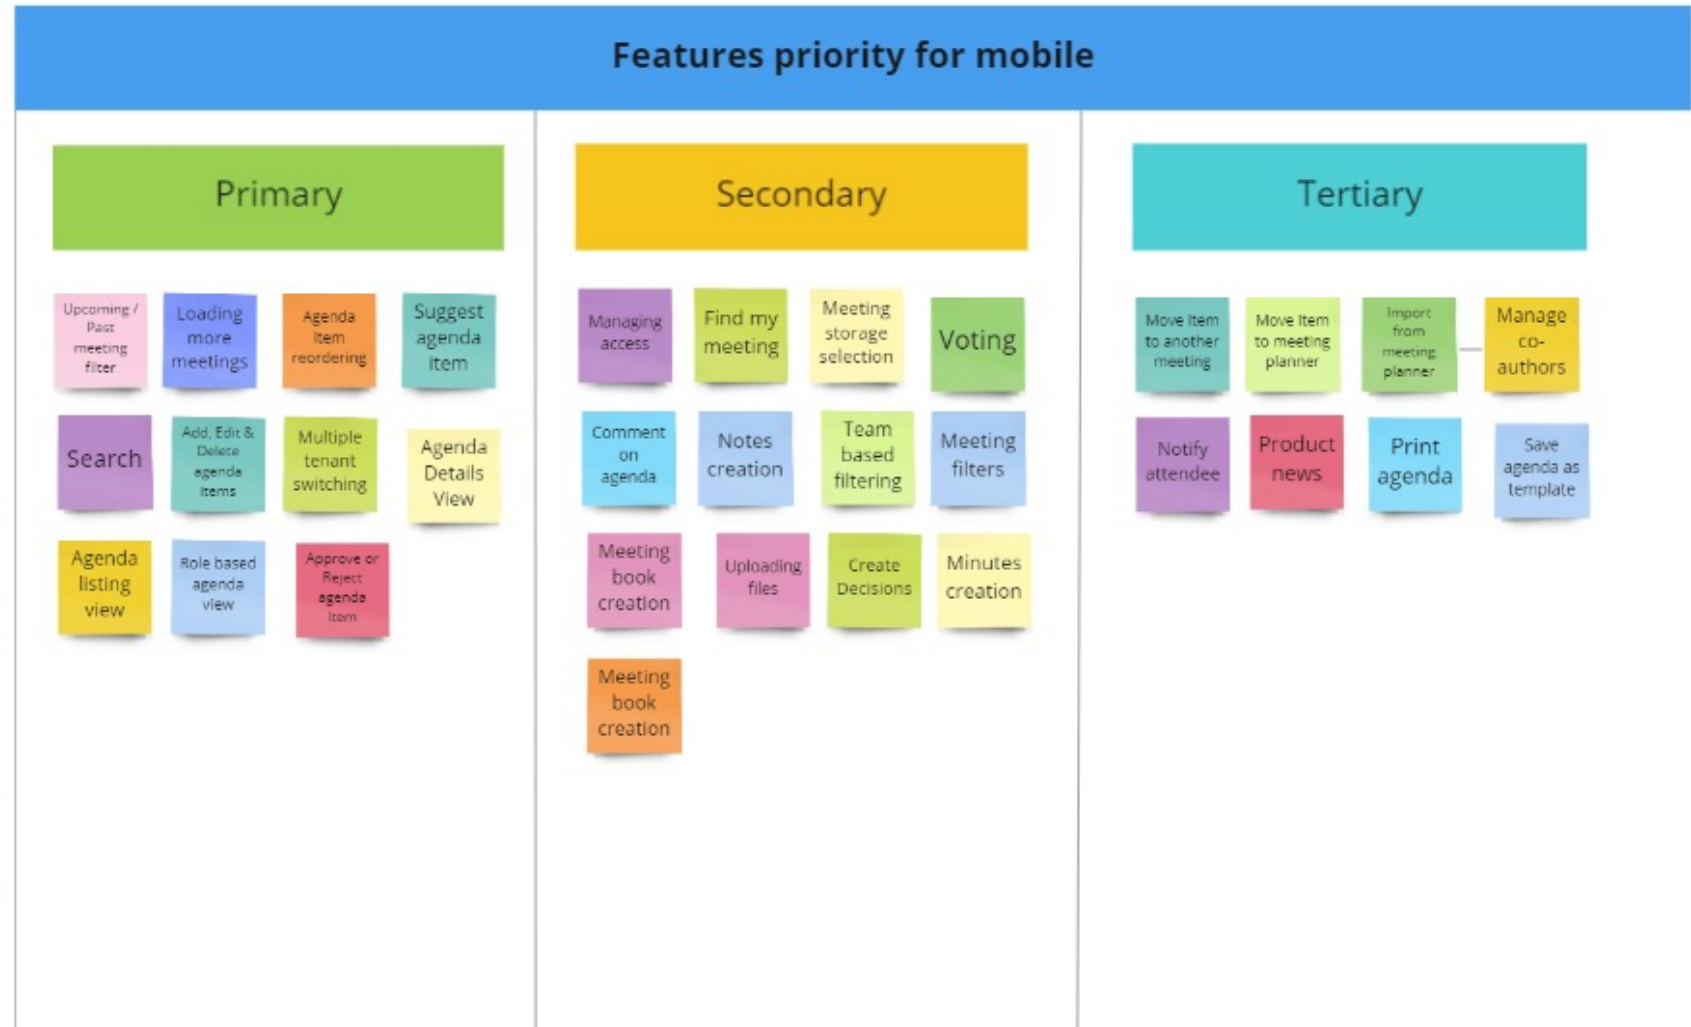 Features priority for mobile
Primary
Upcoming /
Past
meeting
filter
Loading
more
meetings
Agenda
item
reordering
Suggest
agenda
item
Search
Add, Edit &
Delete
agenda
items
Multiple
tenant
switching
Agenda
Details
View
Agenda
listing
view
Role based
agenda
view
Approve or
Reject
agenda
item
Secondary
Managing
access
Find my
meeting
Meeting
storage
selection
Voting
Comment
on
agenda
Notes
creation
Team
based
filtering
Meeting
filters
Meeting
book
creation
Uploading
files
Create
Decisions
Minutes
creation
Meeting
book
creation
Tertiary
Move item
to another
meeting
Move item
to meeting
planner
Import
from
meeting
planner
Manage
co-
authors
Notify
attendee
Product
news
Print
agenda
Save
agenda as
template